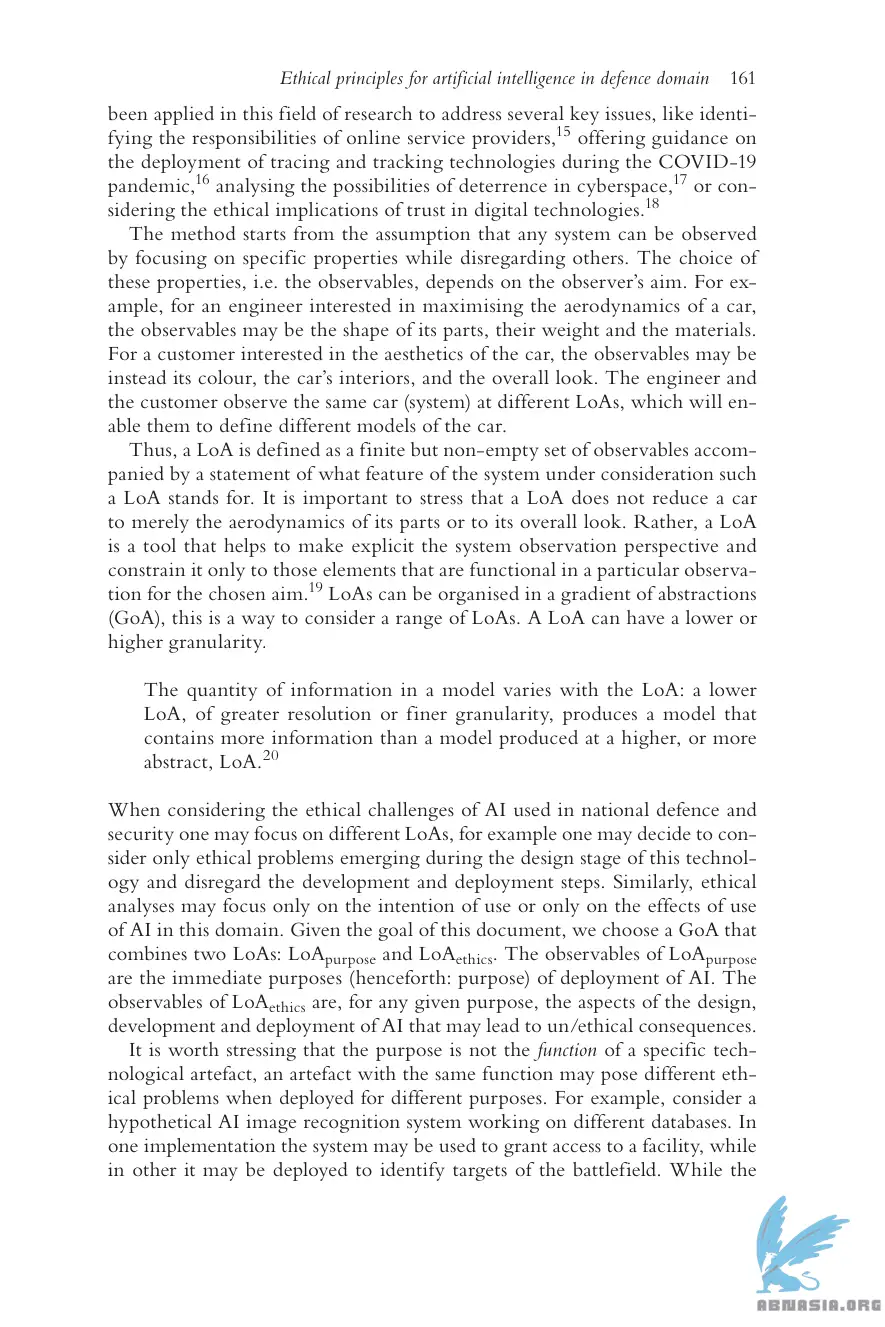 Ethical principles for artificial intelligence in defence domain 161
been applied in this field of research to address several key issues, like identi-
fying the responsibilities of online service providers,15 offering guidance on
the deployment of tracing and tracking technologies during the COVID-19
pandemic,16 analysing the possibilities of deterrence in cyberspace,17 or con-
sidering the ethical implications of trust in digital technologies.18
The method starts from the assumption that any system can be observed
by focusing on specific properties while disregarding others. The choice of
these properties, i.e. the observables, depends on the observer's aim. For ex-
ample, for an engineer interested in maximising the aerodynamics of a car,
the observables may be the shape of its parts, their weight and the materials.
For a customer interested in the aesthetics of the car, the observables may be
instead its colour, the car's interiors, and the overall look. The engineer and
the customer observe the same car (system) at different LoAs, which will en-
able them to define different models of the car.
Thus, a LoA is defined as a finite but non-empty set of observables accom-
panied by a statement of what feature of the system under consideration such
a LoA stands for. It is important to stress that a LoA does not reduce a car
to merely the aerodynamics of its parts or to its overall look. Rather, a LoA
is a tool that helps to make explicit the system observation perspective and
constrain it only to those elements that are functional in a particular observa-
tion for the chosen aim.19 LoAs can be organised in a gradient of abstractions
(GoA), this is a way to consider a range of LoAs. A LoA can have a lower or
higher granularity.
The quantity of information in a model varies with the LoA: a lower
LoA, of greater resolution or finer granularity, produces a model that
contains more information than a model produced at a higher, or more
abstract, LoA.20
When considering the ethical challenges of AI used in national defence and
security one may focus on different LoAs, for example one may decide to con-
sider only ethical problems emerging during the design stage of this technol-
ogy and disregard the development and deployment steps. Similarly, ethical
analyses may focus only on the intention of use or only on the effects of use
of AI in this domain. Given the goal of this document, we choose a GoA that
combines two LoAs: LoApurpose and LoAethics. The observables of LoApurpose
are the immediate purposes (henceforth: purpose) of deployment of AI. The
observables of LoAethics are, for any given purpose, the aspects of the design,
development and deployment of AI that may lead to un/ethical consequences.
It is worth stressing that the purpose is not the function of a specific tech-
nological artefact, an artefact with the same function may pose different eth-
ical problems when deployed for different purposes. For example, consider a
hypothetical AI image recognition system working on different databases. In
one implementation the system may be used to grant access to a facility, while
in other it may be deployed to identify targets of the battlefield. While the
ABNASIA.ORG